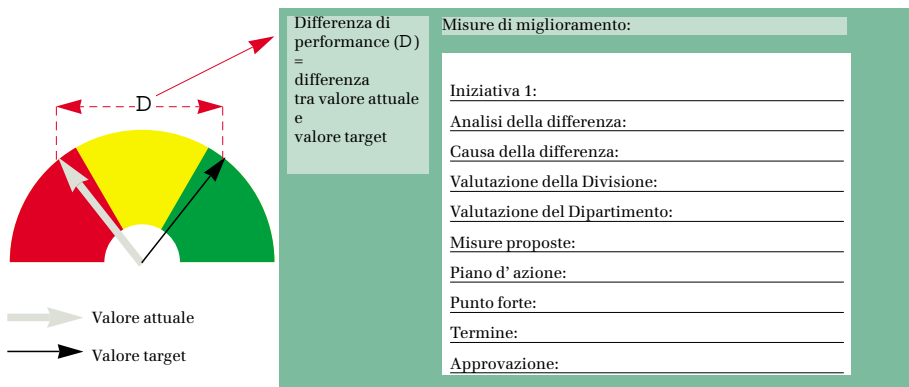 D
Valore attuale
Valore target
Differenza di
performance (D)
=
differenza
tra valore attuale
e
valore target
Misure di miglioramento:
Iniziativa 1:
Analisi della differenza:
Causa della differenza:
Valutazione della Divisione:
Valutazione del Dipartimento:
Misure proposte:
Piano d' azione:
Punto forte:
Termine:
Approvazione: